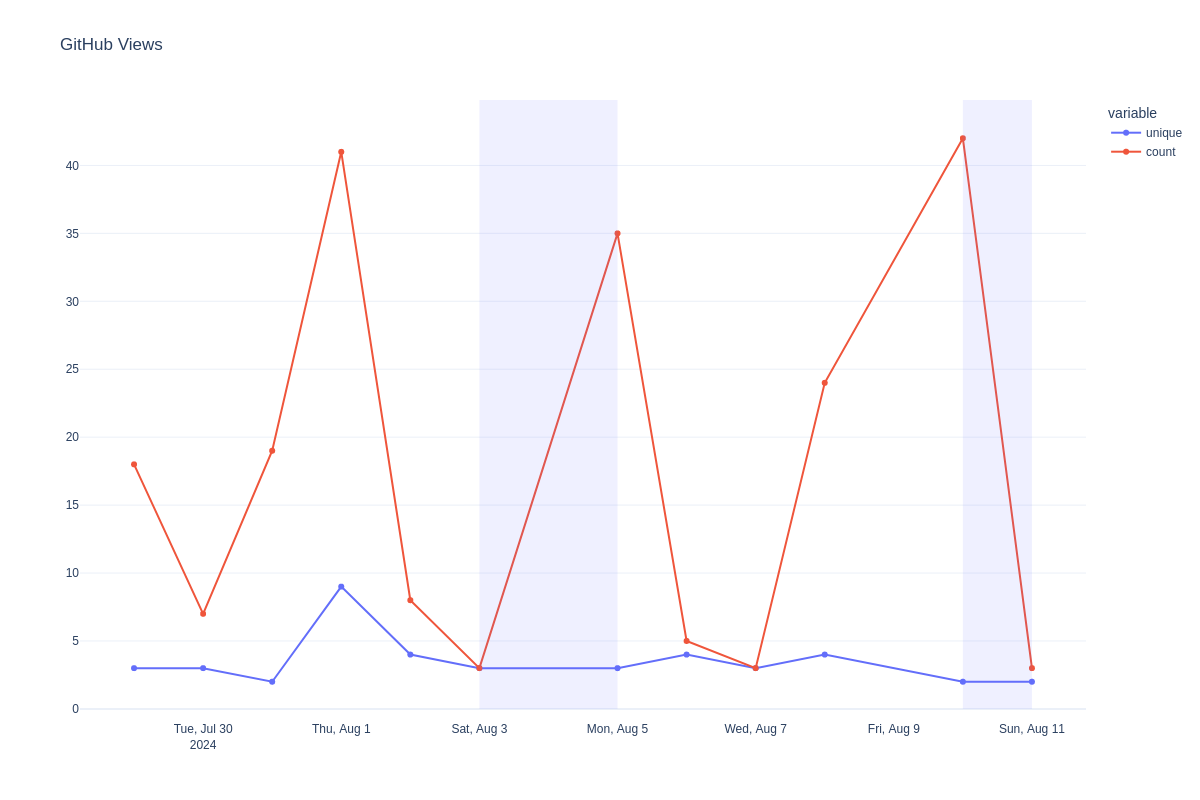 GitHub Views
variable
unique
count
40
35
30
25
20
15
10
5
0
Tue, Jul 30
2024
Thu, Aug 1
Sat, Aug 3
Mon, Aug 5
Wed, Aug 7
Fri, Aug 9
Sun, Aug 11